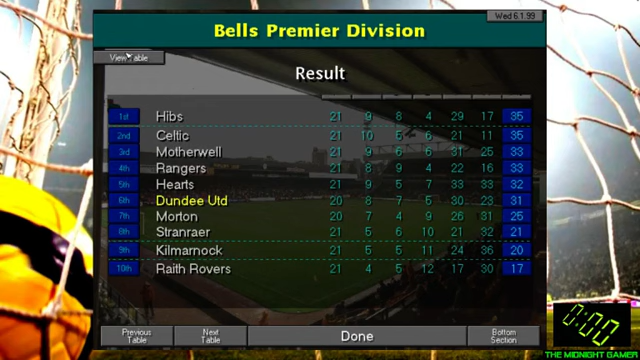 Wed 6.1.99
Bells Premier Division
View Table
Result
1st Hibs 21 9 8 4 29 17 35
2nd Celtic 21 10 5 6 21 11 35
3rd Motherwell 21 9 6 6 31 25 33
4th Rangers 21 8 9 4 22 16 33
5th Hearts 21 9 5 7 33 33 32
6th Dundee Utd 20 8 7 5 30 23 31
7th Morton 20 7 4 9 26 31 25
8th Stranraer 21 5 6 10 21 32 21
9th Kilmarnock 21 5 5 11 24 36 20
10th Raith Rovers 21 4 5 12 17 30 17
Previous Table
Next Table
Done
Bottom Section
0:00
THE MIDNIGHT GAMER